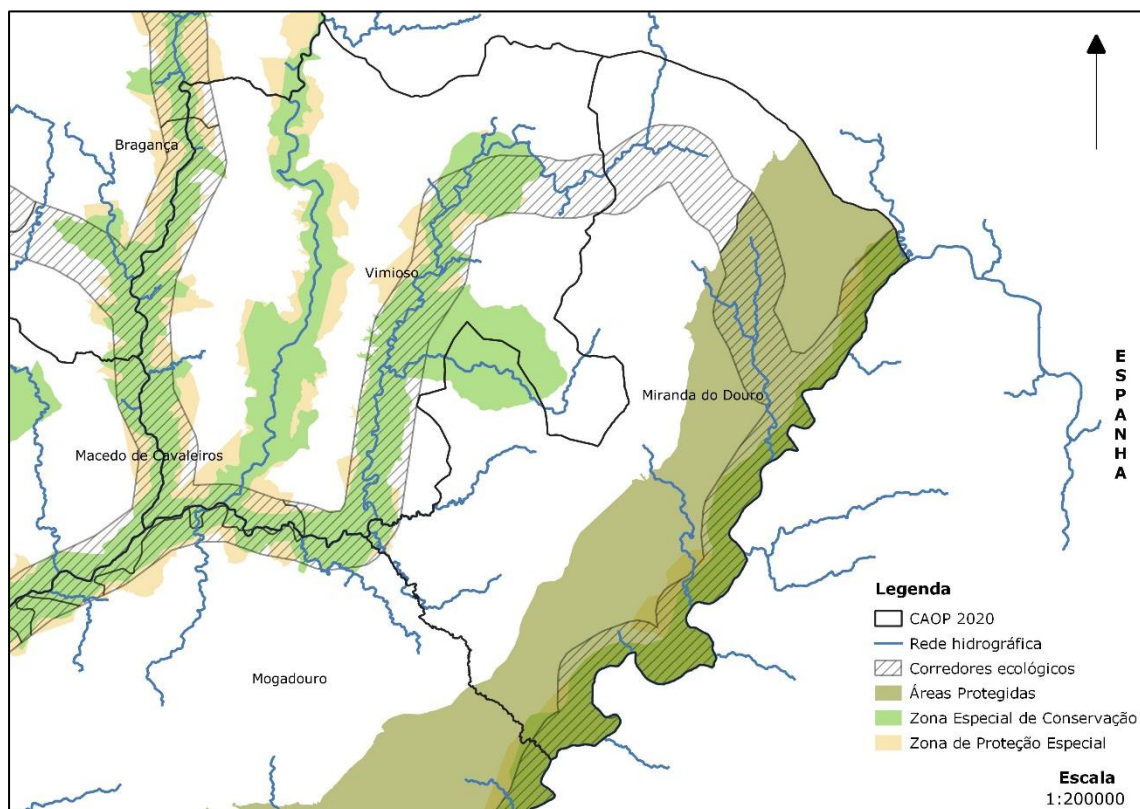 Bragança
Vimioso
Miranda do Douro
Macedo de Cavaleiros
Mogadouro
ESPANHA
Legenda
CAOP 2020
Rede hidrográfica
Corredores ecológicos
Áreas Protegidas
Zona Especial de Conservação
Zona de Proteção Especial
Escala
1:200000